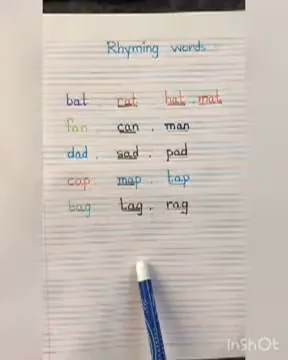 Rhyming words
bat. cat hat. mat
fan. can. man
dad. sad. pad
cap. map. tap
bag. tag. rag
InShOt